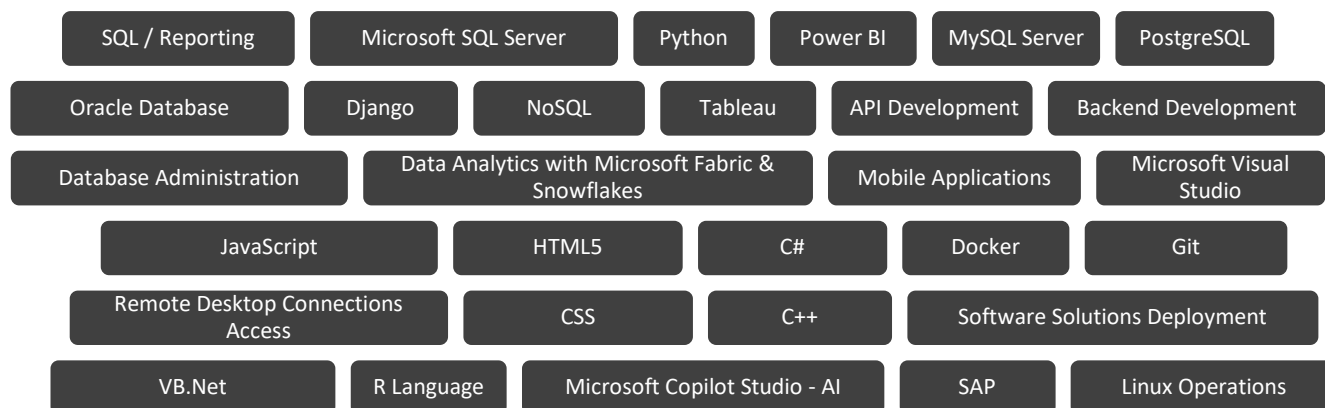 SQL / Reporting
Microsoft SQL Server
Python
Power BI
MySQL Server
PostgreSQL
Oracle Database
Django
NoSQL
Tableau
API Development
Backend Development
Database Administration
Data Analytics with Microsoft Fabric &
Snowflakes
Mobile Applications
Microsoft Visual
Studio
JavaScript
HTML5
C#
Docker
Git
Remote Desktop Connections
Access
CSS
C++
Software Solutions Deployment
VB.Net
R Language
Microsoft Copilot Studio - AI
SAP
Linux Operations